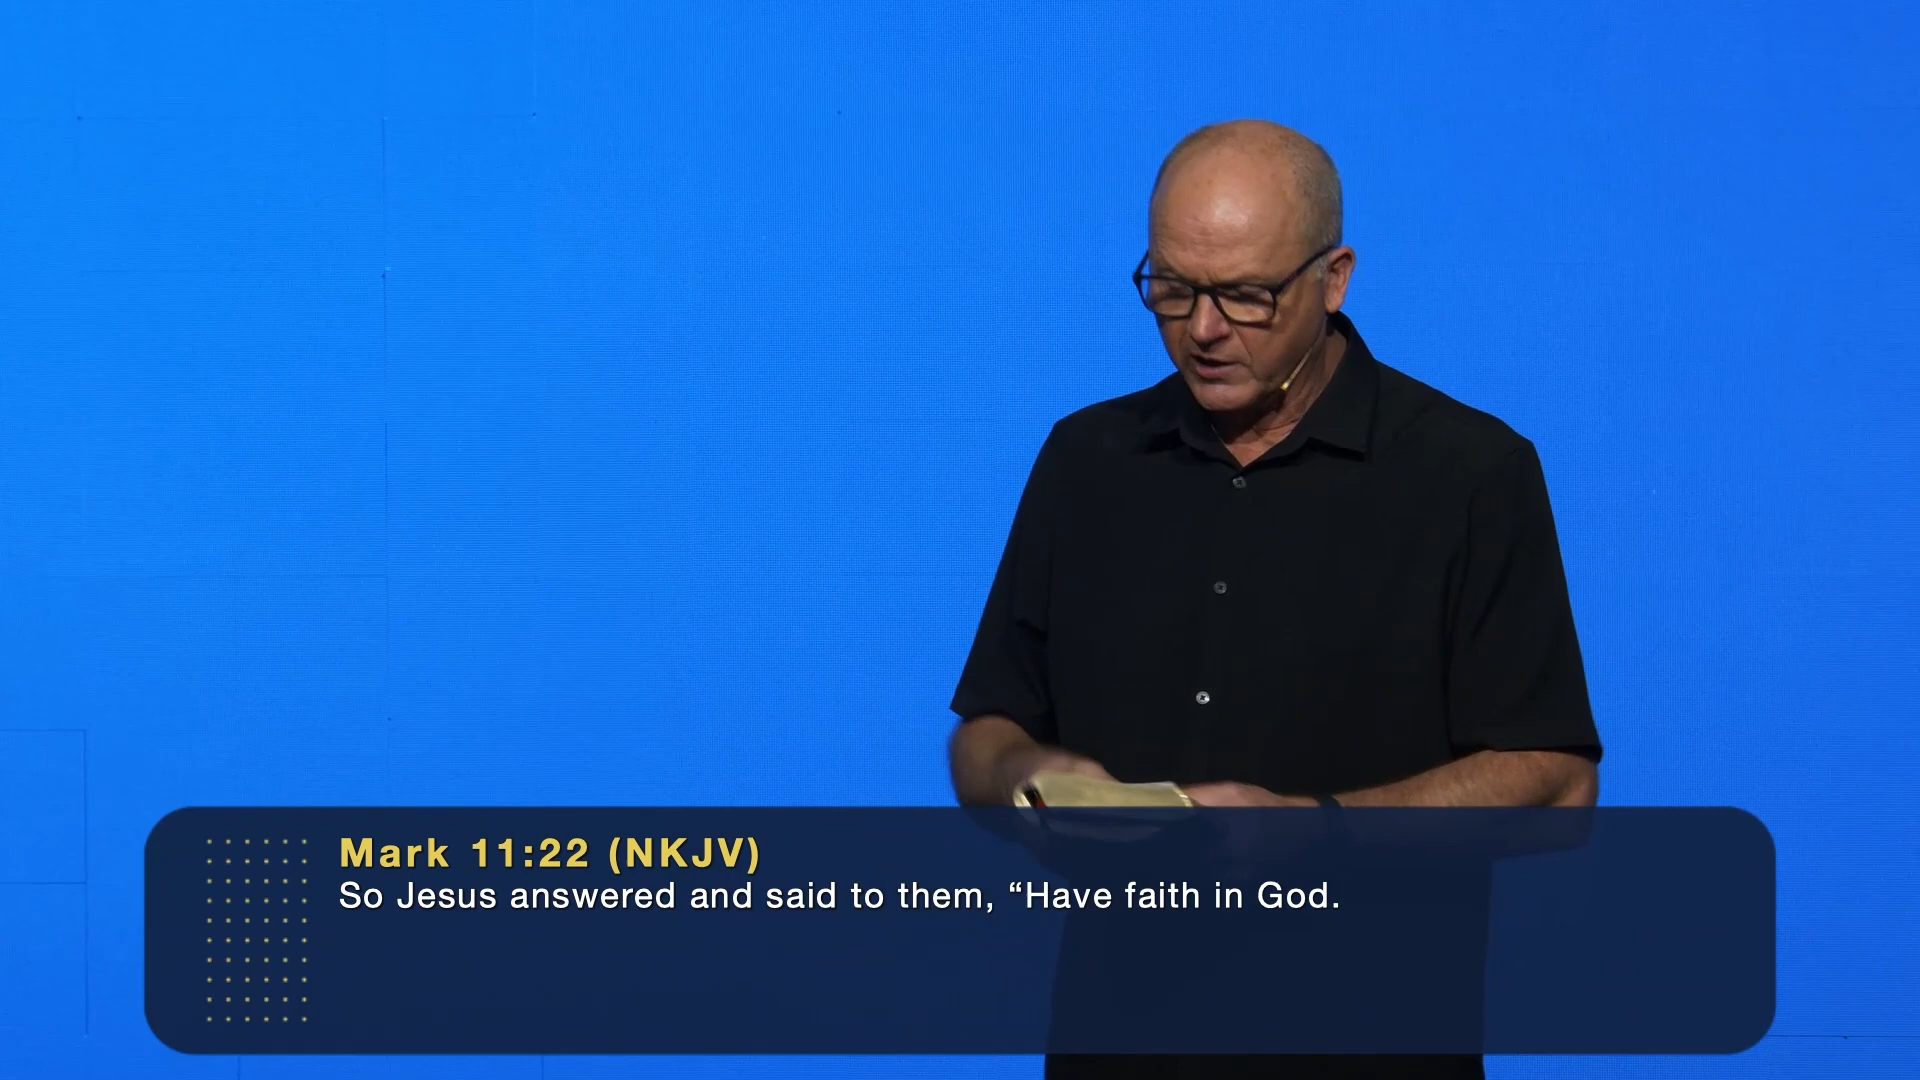 Mark 11:22 (NKJV)
So Jesus answered and said to them, “Have faith in God.